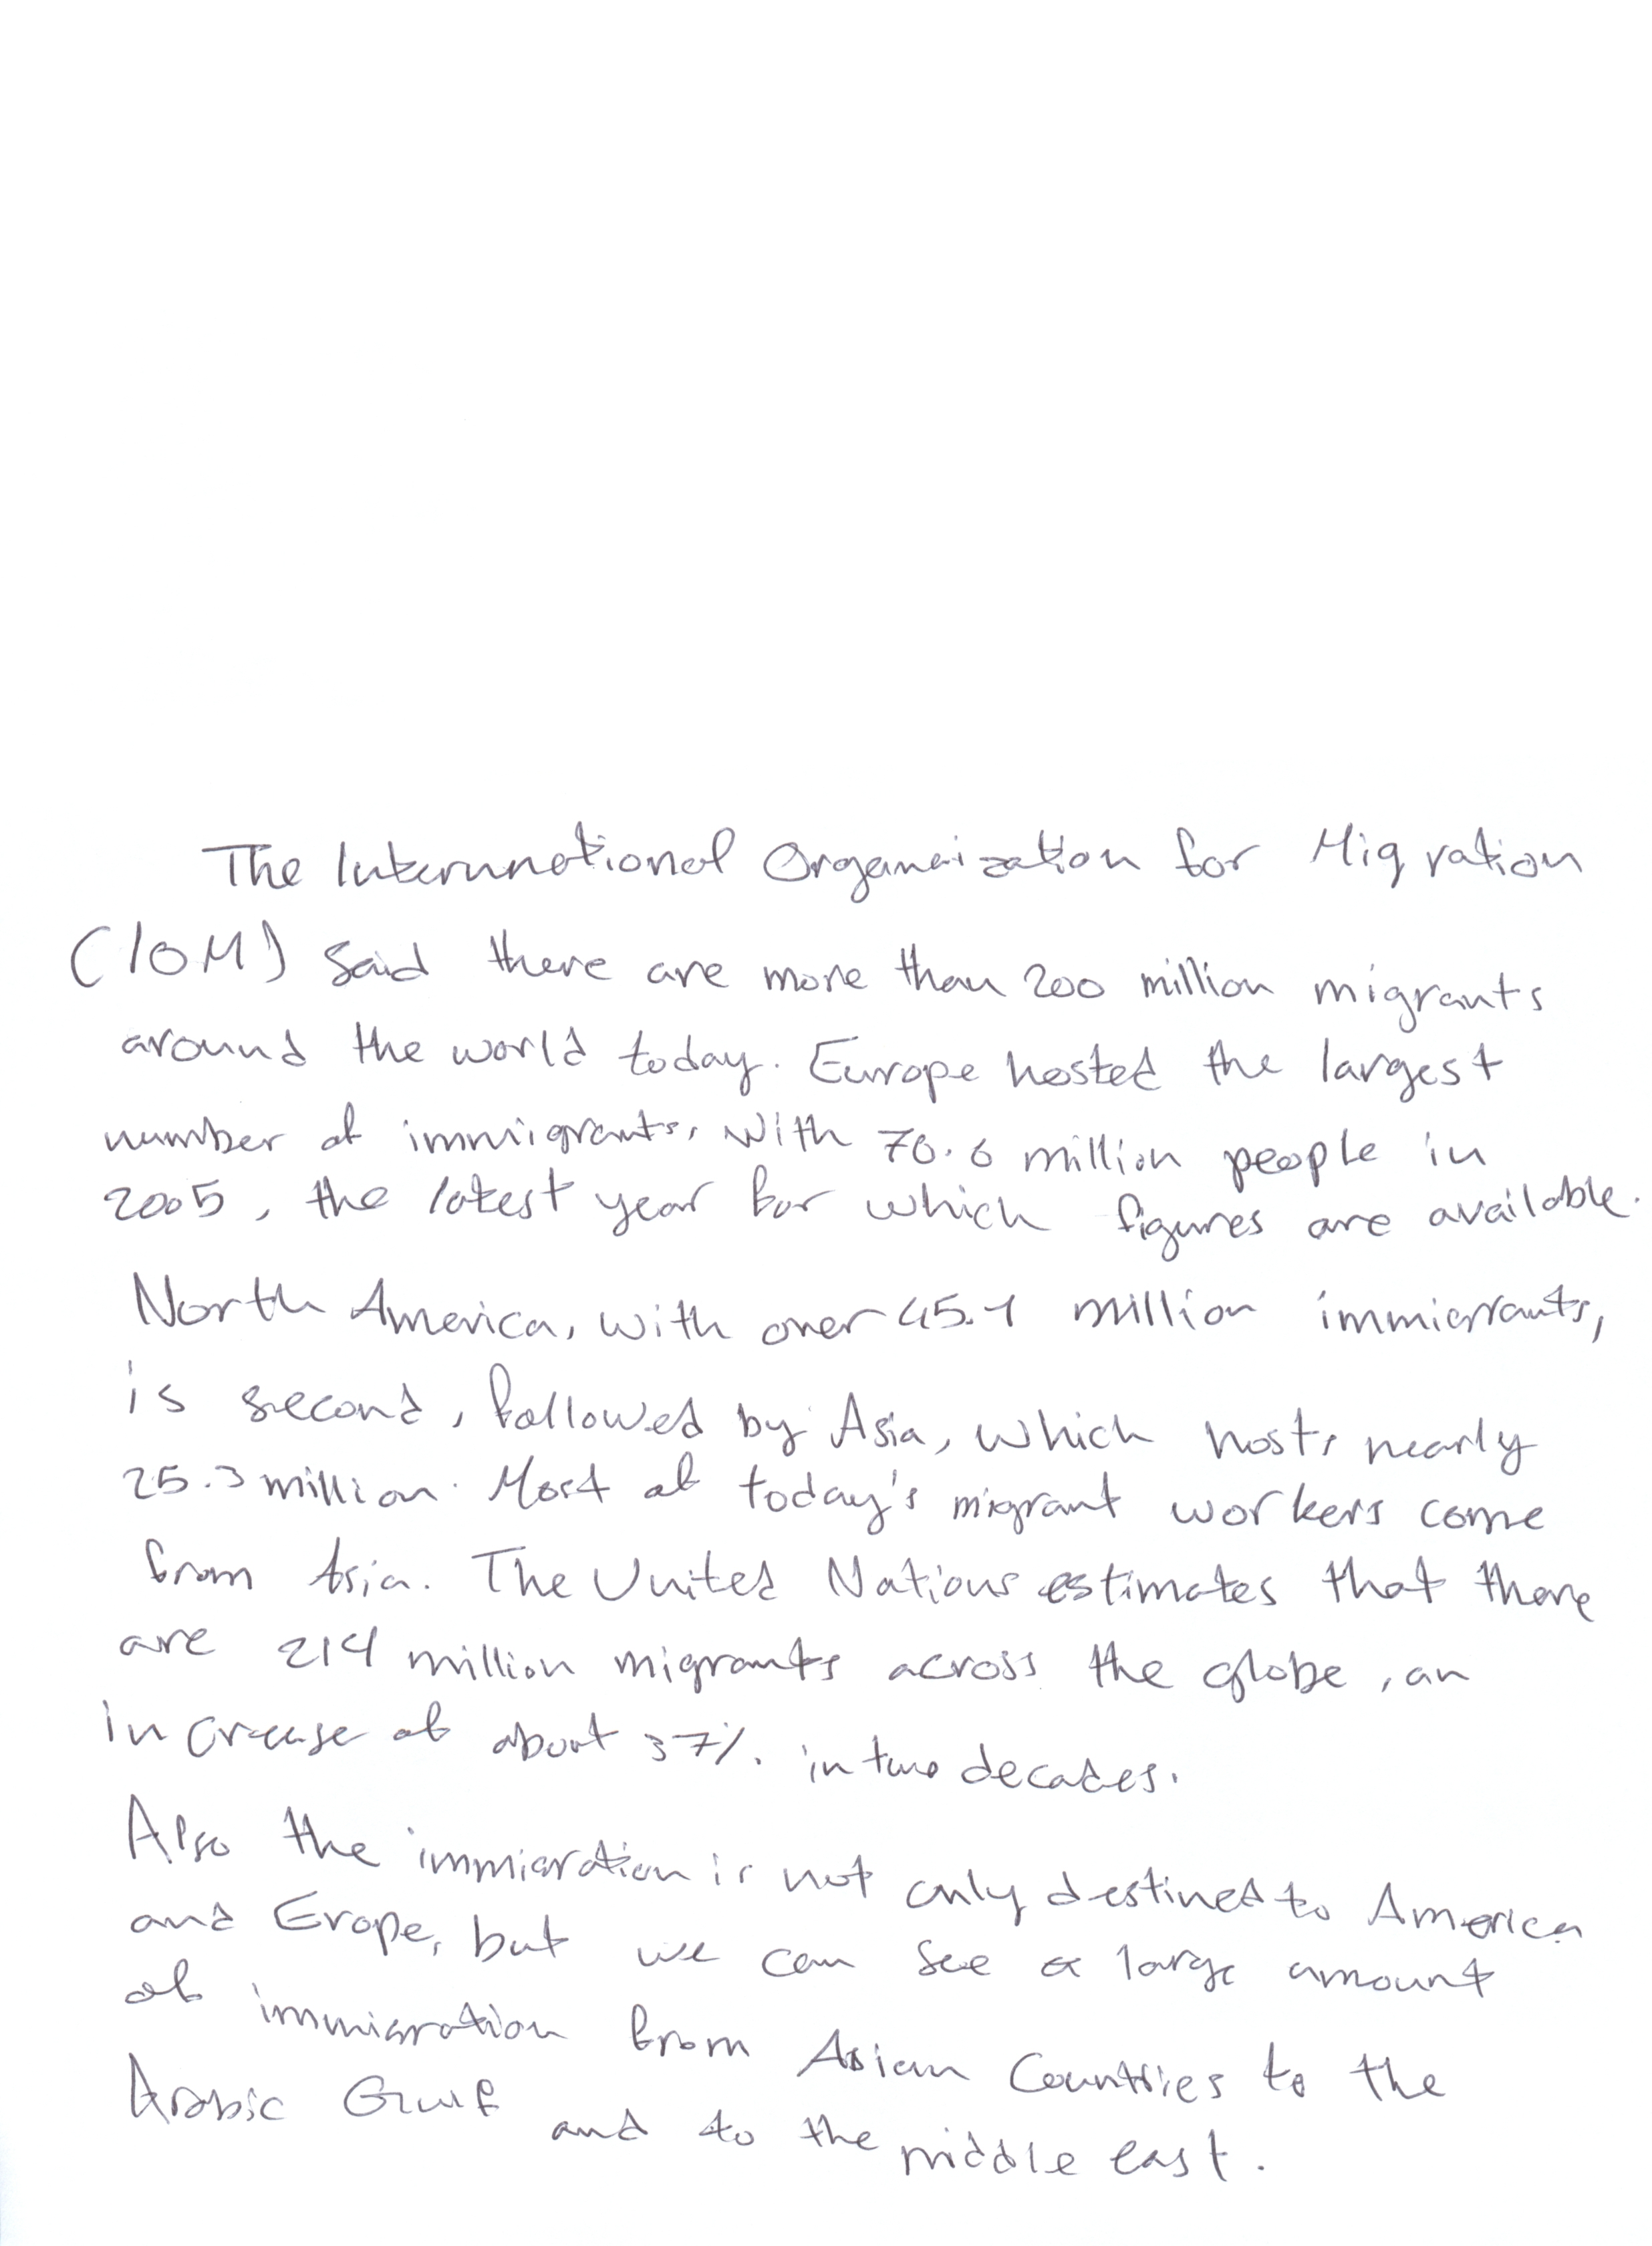 The International Organization for Migration
(IOM) said there are more than 200 million migrants
around the world today. Europe hosted the largest
number of immigrants, with 70.6 million people in
2005, the latest year for which figures are available.
North America, with over 45.1 million immigrants,
is second, followed by Asia, which hosts nearly
25.3 million. Most of today's migrant workers come
from Asia. The United Nations estimates that there
are 214 million migrants across the globe, an
increase of about 37% in two decades.
Also the immigration is not only destined to America
and Erope, but we can see a large amount
of immigration from Asian Countries to the
Arabic Gulf and to the middle east.